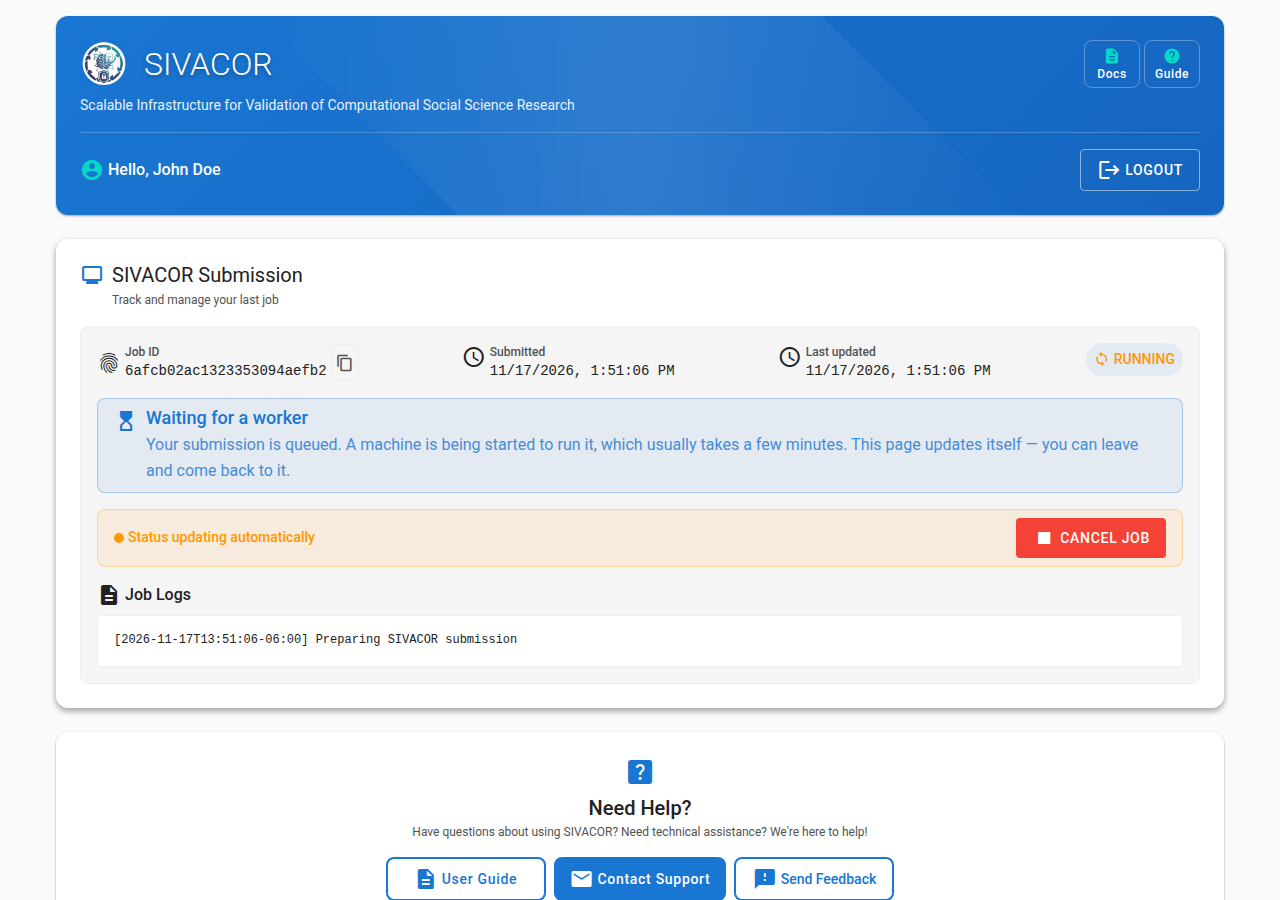 SIVACOR
Docs
Guide
Scalable Infrastructure for Validation of Computational Social Science Research
Hello, John Doe
LOGOUT
SIVACOR Submission
Track and manage your last job
Job ID
6afcb02ac1323353094aefb2
Submitted
11/17/2026, 1:51:06 PM
Last updated
11/17/2026, 1:51:06 PM
RUNNING
Waiting for a worker
Your submission is queued. A machine is being started to run it, which usually takes a few minutes. This page updates itself — you can leave
and come back to it.
Status updating automatically
CANCEL JOB
Job Logs
[2026-11-17T13:51:06-06:00] Preparing SIVACOR submission
Need Help?
Have questions about using SIVACOR? Need technical assistance? We're here to help!
User Guide
Contact Support
Send Feedback